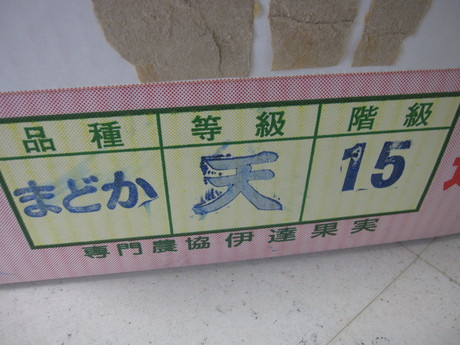 品種 等級 階級
まどか 天 15
専門農協 伊達果実